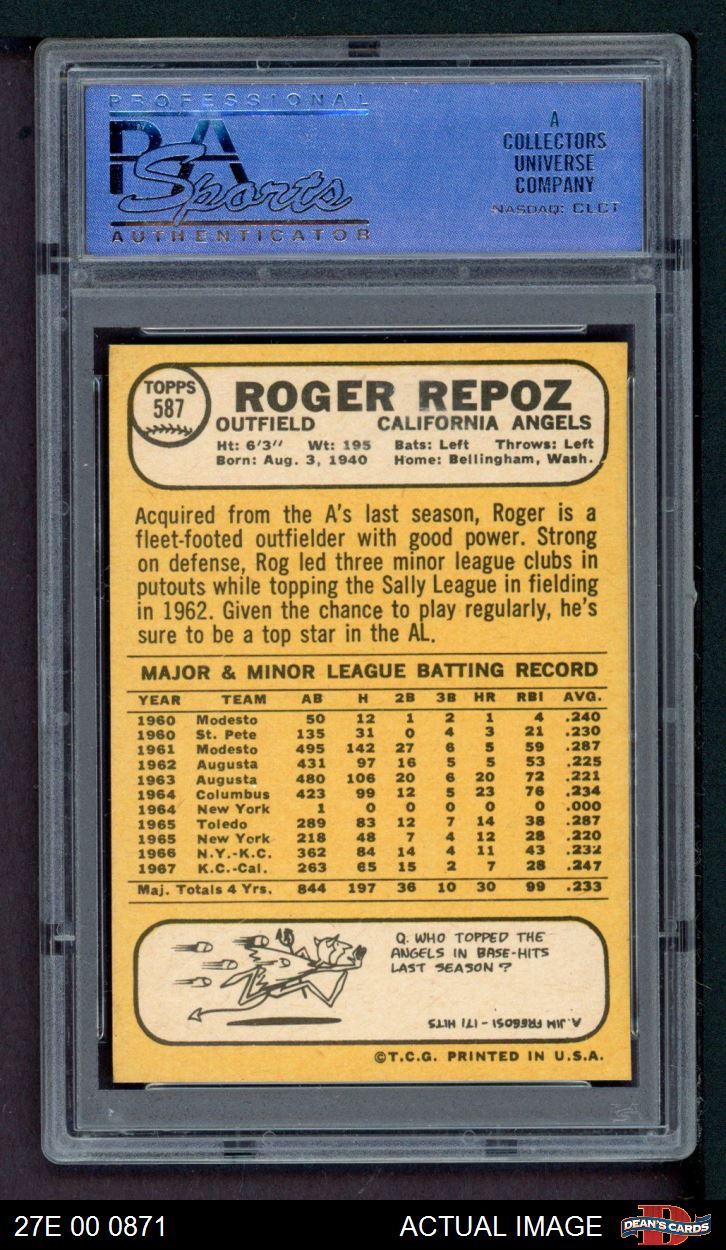 PROFESSIONAL
PSA
Sports
AUTHENTICATOR
A
COLLECTORS
UNIVERSE
COMPANY
NASDAQ: CLCT
TOPPS
587
ROGER REPOZ
OUTFIELD CALIFORNIA ANGELS
Ht: 6'3" Wt: 195 Bats: Left Throws: Left
Born: Aug. 3, 1940 Home: Bellingham, Wash.
Acquired from the A's last season, Roger is a
fleet-footed outfielder with good power. Strong
on defense, Rog led three minor league clubs in
putouts while topping the Sally League in fielding
in 1962. Given the chance to play regularly, he's
sure to be a top star in the AL.
MAJOR & MINOR LEAGUE BATTING RECORD
YEAR TEAM AB H 2B 3B HR RBI AVG.
1960 Modesto 50 12 1 2 1 4 .240
1960 St. Pete 135 31 0 4 3 21 .230
1961 Modesto 495 142 27 6 5 59 .287
1962 Augusta 431 97 16 5 5 53 .225
1963 Augusta 480 106 20 6 20 72 .221
1964 Columbus 423 99 12 5 23 76 .234
1964 New York 1 0 0 0 0 0 .000
1965 Toledo 289 83 12 7 14 38 .287
1965 New York 218 48 7 4 12 28 .220
1966 N.Y.-K.C. 362 84 14 4 11 43 .232
1967 K.C.-Cal. 263 65 15 2 7 28 .247
Maj. Totals 4 Yrs. 844 197 36 10 30 99 .233
Q. WHO TOPPED THE
ANGELS IN BASE-HITS
LAST SEASON?
A. JIM FREGOSI - 171 HITS
©T.C.G. PRINTED IN U.S.A.
27E 00 0871 ACTUAL IMAGE
D
DEAN'S CARDS